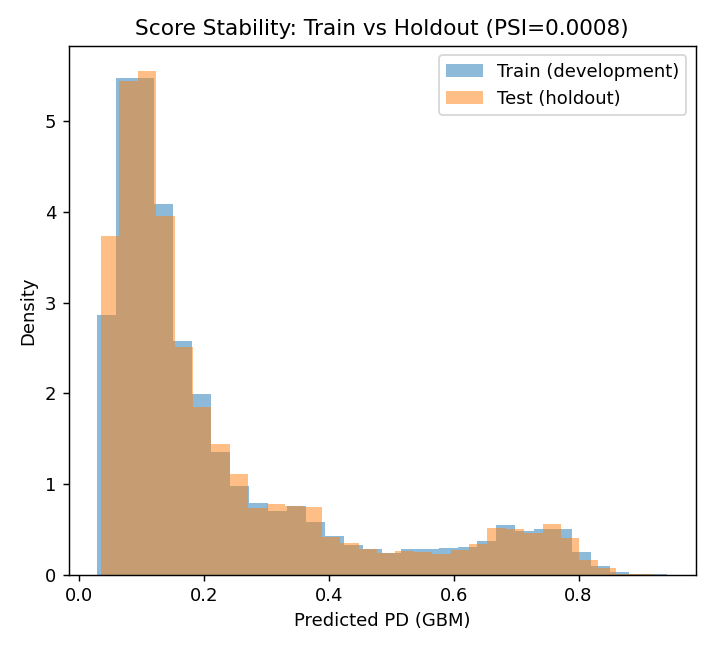 Score Stability: Train vs Holdout (PSI=0.0008)
Train (development)
Test (holdout)
Density
5
4
3
2
1
0
0.0 0.2 0.4 0.6 0.8
Predicted PD (GBM)